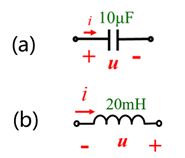 i 10μF
(a)
+ u -
i 20mH
(b)
- u +